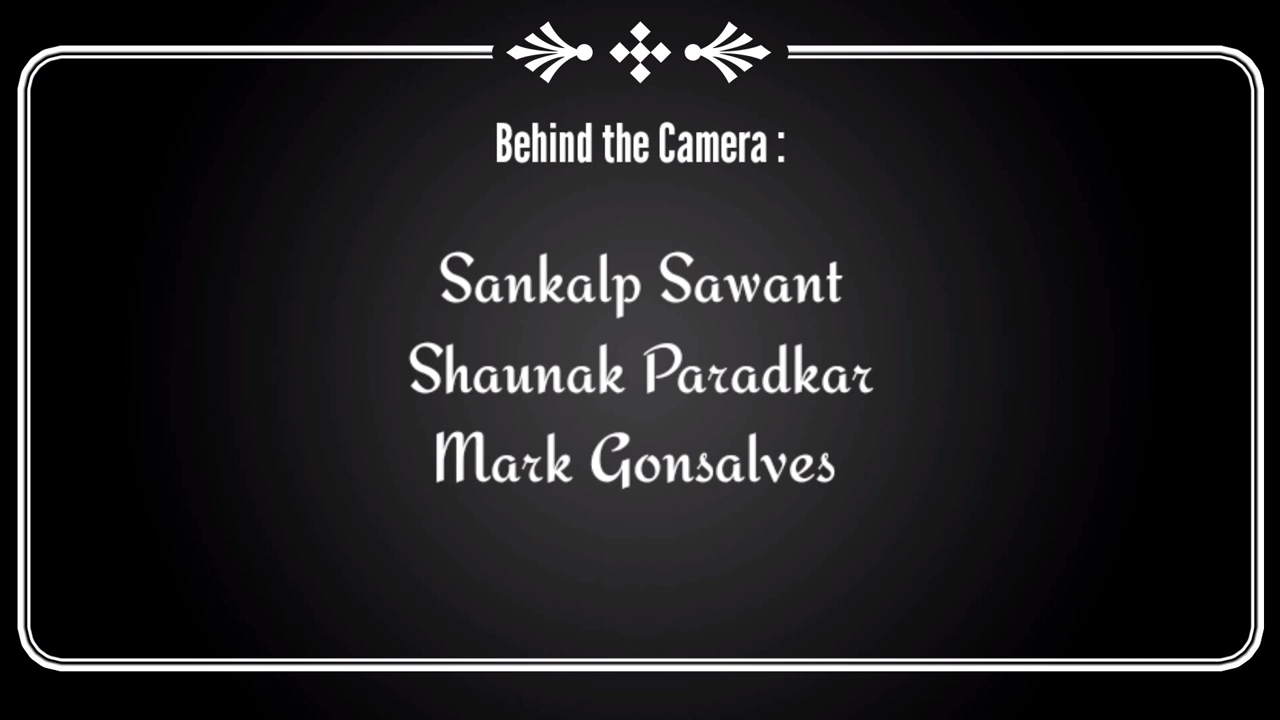 Behind the Camera :
Sankalp Sawant
Shaunak Paradkar
Mark Gonsalves